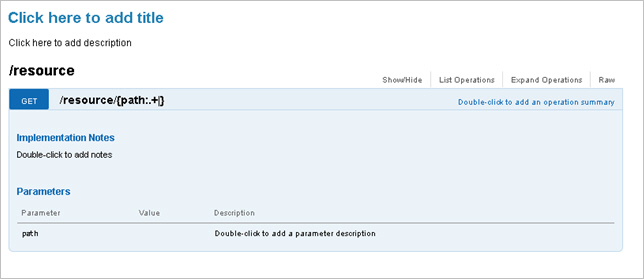 Click here to add title
Click here to add description
/resource
Show/Hide List Operations Expand Operations Raw
GET /resource/{path:.+|} Double-click to add an operation summary
Implementation Notes
Double-click to add notes
Parameters
Parameter Value Description
path Double-click to add a parameter description